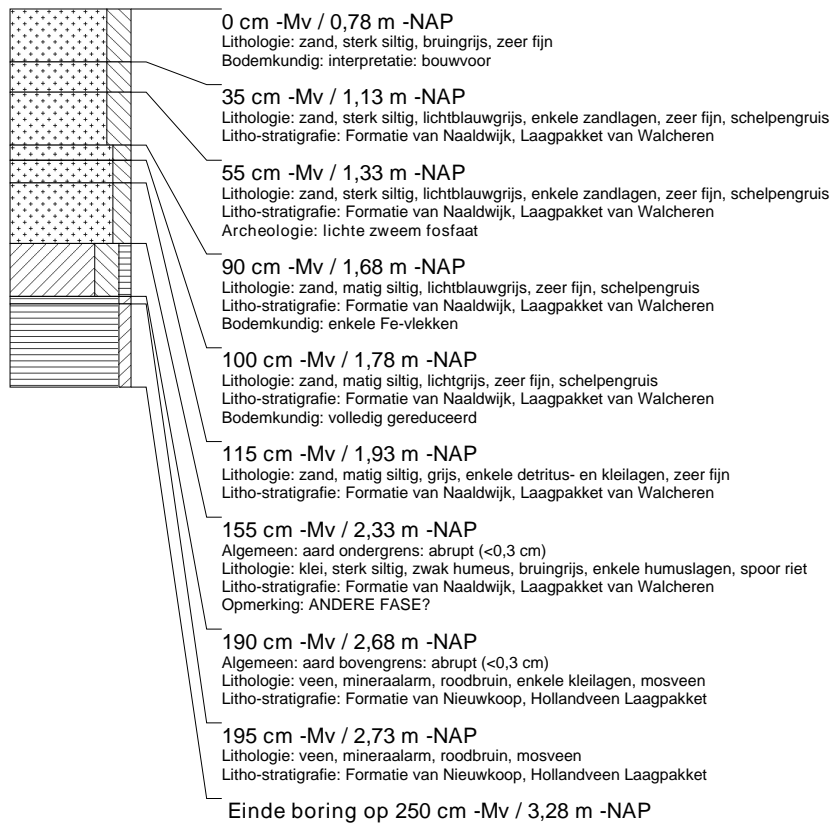 0 cm -Mv / 0,78 m -NAP
Lithologie: zand, sterk siltig, bruingrijs, zeer fijn
Bodemkundig: interpretatie: bouwvoor
35 cm -Mv / 1,13 m -NAP
Lithologie: zand, sterk siltig, lichtblauwgrijs, enkele zandlagen, zeer fijn, schelpengruis
Litho-stratigrafie: Formatie van Naaldwijk, Laagpakket van Walcheren
55 cm -Mv / 1,33 m -NAP
Lithologie: zand, sterk siltig, lichtblauwgrijs, enkele zandlagen, zeer fijn, schelpengruis
Litho-stratigrafie: Formatie van Naaldwijk, Laagpakket van Walcheren
Archeologie: lichte zweem fosfaat
90 cm -Mv / 1,68 m -NAP
Lithologie: zand, matig siltig, lichtblauwgrijs, zeer fijn, schelpengruis
Litho-stratigrafie: Formatie van Naaldwijk, Laagpakket van Walcheren
Bodemkundig: enkele Fe-vlekken
100 cm -Mv / 1,78 m -NAP
Lithologie: zand, matig siltig, lichtgrijs, zeer fijn, schelpengruis
Litho-stratigrafie: Formatie van Naaldwijk, Laagpakket van Walcheren
Bodemkundig: volledig gereduceerd
115 cm -Mv / 1,93 m -NAP
Lithologie: zand, matig siltig, grijs, enkele detritus- en kleilagen, zeer fijn
Litho-stratigrafie: Formatie van Naaldwijk, Laagpakket van Walcheren
155 cm -Mv / 2,33 m -NAP
Algemeen: aard ondergrens: abrupt (<0,3 cm)
Lithologie: klei, sterk siltig, zwak humeus, bruingrijs, enkele humuslagen, spoor riet
Litho-stratigrafie: Formatie van Naaldwijk, Laagpakket van Walcheren
Opmerking: ANDERE FASE?
190 cm -Mv / 2,68 m -NAP
Algemeen: aard bovengrens: abrupt (<0,3 cm)
Lithologie: veen, mineraalarm, roodbruin, enkele kleilagen, mosveen
Litho-stratigrafie: Formatie van Nieuwkoop, Hollandveen Laagpakket
195 cm -Mv / 2,73 m -NAP
Lithologie: veen, mineraalarm, roodbruin, mosveen
Litho-stratigrafie: Formatie van Nieuwkoop, Hollandveen Laagpakket
Einde boring op 250 cm -Mv / 3,28 m -NAP